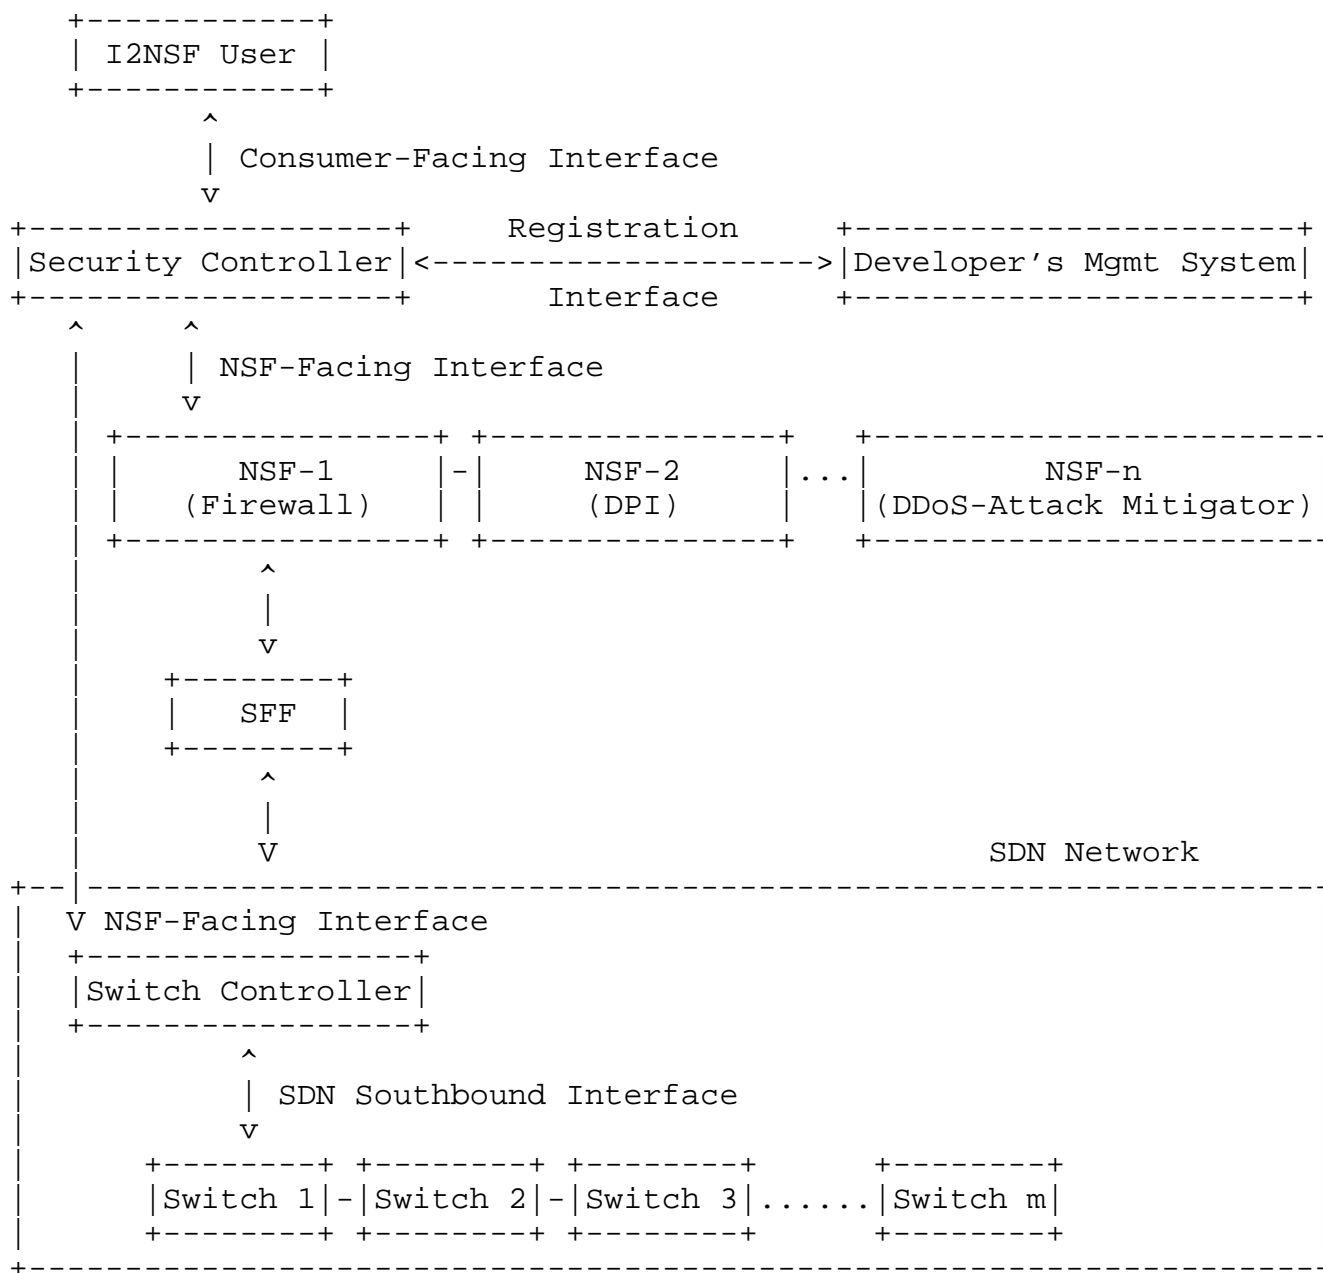 I2NSF User
Consumer-Facing Interface
Registration
Security Controller Developer's Mgmt System
Interface
NSF-Facing Interface
NSF-1 NSF-2 ... NSF-n
(Firewall) (DPI) (DDoS-Attack Mitigator)
SFF
SDN Network
NSF-Facing Interface
Switch Controller
SDN Southbound Interface
Switch 1 - Switch 2 - Switch 3 ...... Switch m